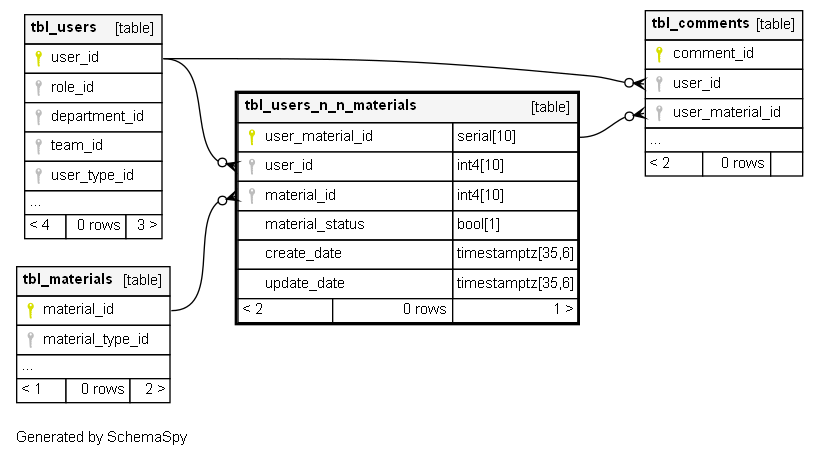 tbl_users [table]
user_id
role_id
department_id
team_id
user_type_id
...
< 4 0 rows 3 >
tbl_materials [table]
material_id
material_type_id
...
< 1 0 rows 2 >
tbl_users_n_n_materials [table]
user_material_id serial[10]
user_id int4[10]
material_id int4[10]
material_status bool[1]
create_date timestamptz[35,6]
update_date timestamptz[35,6]
< 2 0 rows 1 >
tbl_comments [table]
comment_id
user_id
user_material_id
...
< 2 0 rows
Generated by SchemaSpy